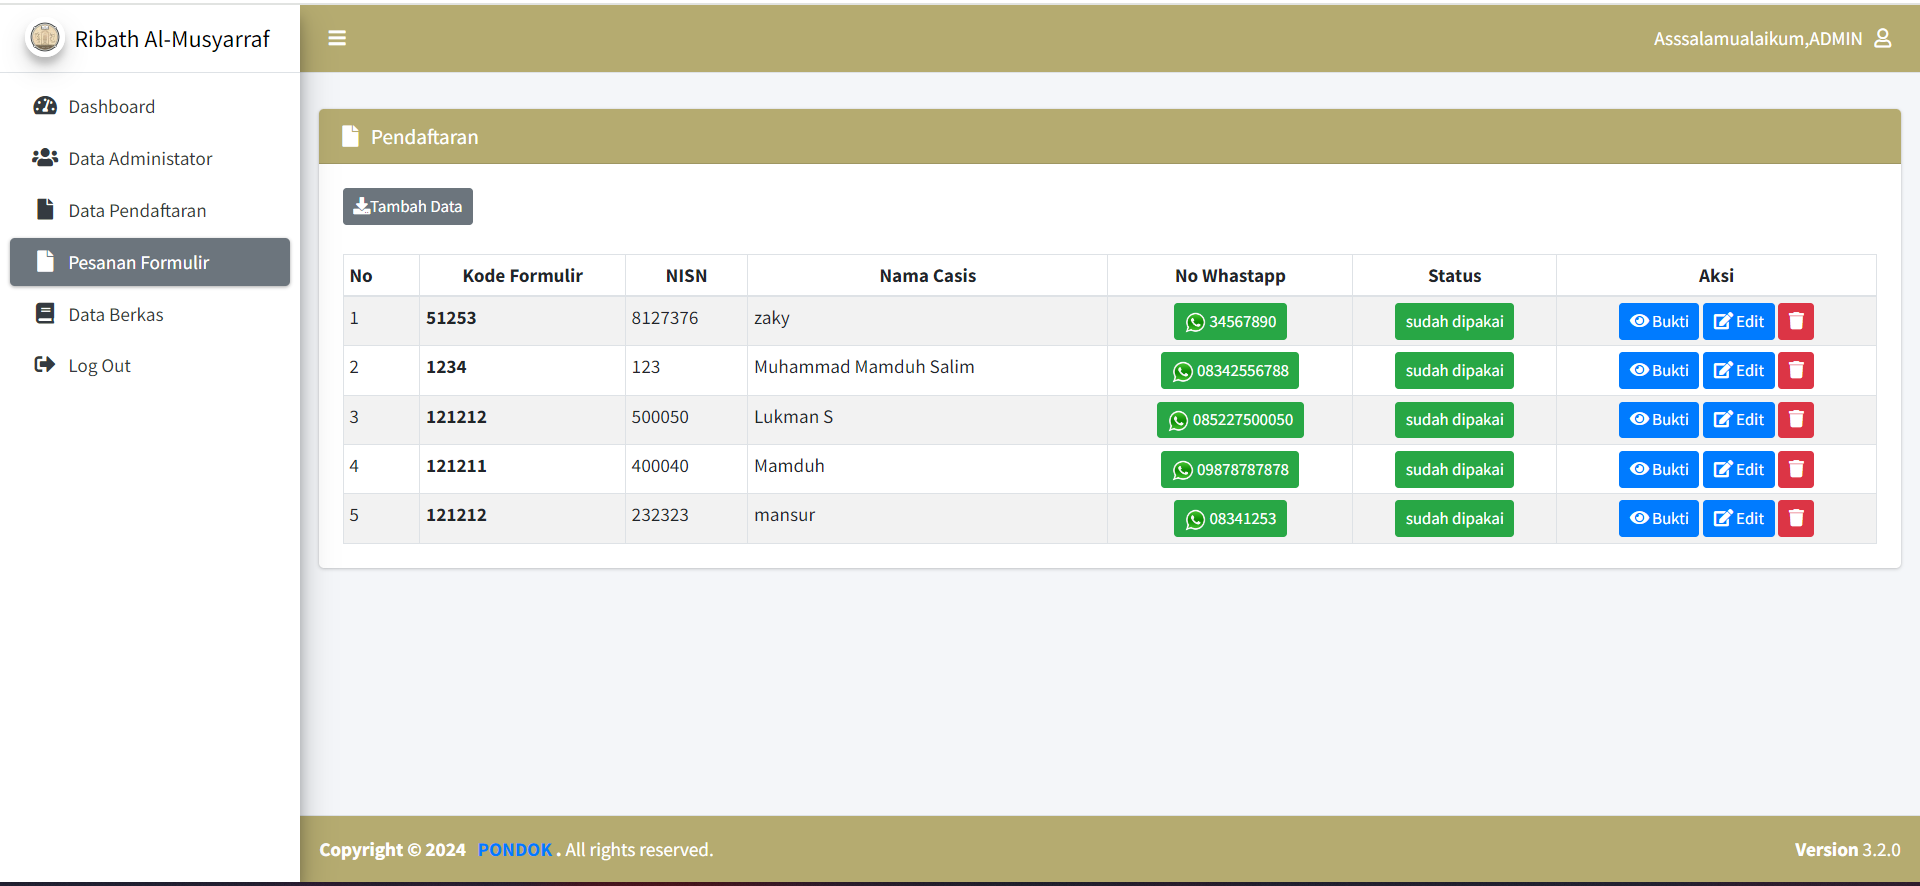 Ribath Al-Musyarraf
Asssalamualaikum,ADMIN
Dashboard
Data Administator
Data Pendaftaran
Pesanan Formulir
Data Berkas
Log Out
Pendaftaran
Tambah Data
No Kode Formulir NISN Nama Casis No Whastapp Status Aksi
1 51253 8127376 zaky 34567890 sudah dipakai Bukti Edit
2 1234 123 Muhammad Mamduh Salim 08342556788 sudah dipakai Bukti Edit
3 121212 500050 Lukman S 085227500050 sudah dipakai Bukti Edit
4 121211 400040 Mamduh 09878787878 sudah dipakai Bukti Edit
5 121212 232323 mansur 08341253 sudah dipakai Bukti Edit
Copyright © 2024 PONDOK . All rights reserved.
Version 3.2.0